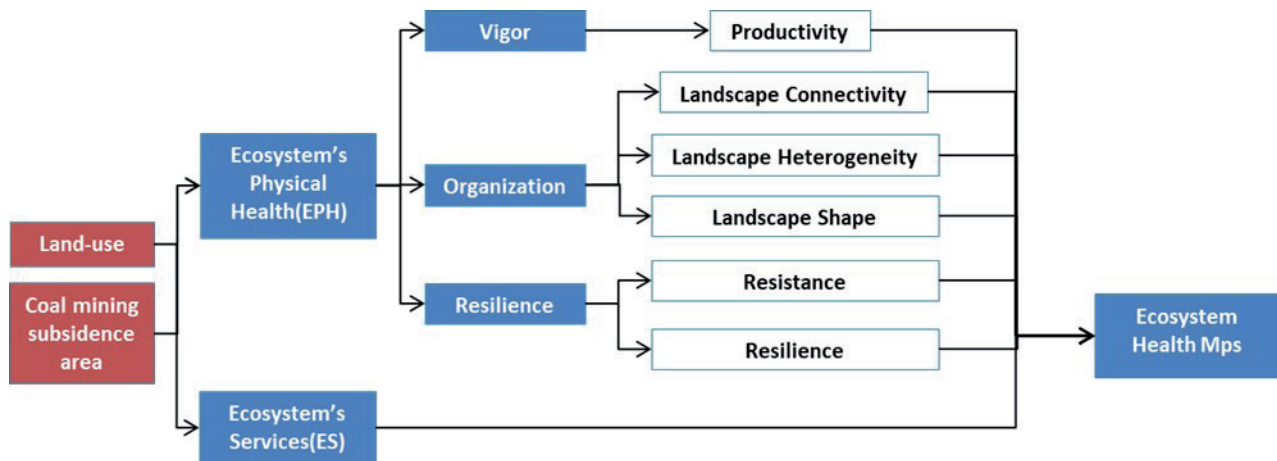 Vigor
Productivity
Landscape Connectivity
Ecosystem's
Physical
Health(EPH)
Landscape Heterogeneity
Organization
Landscape Shape
Land-use
Coal mining
subsidence
area
Resistance
Resilience
Resilience
Ecosystem
Health Mps
Ecosystem's
Services(ES)